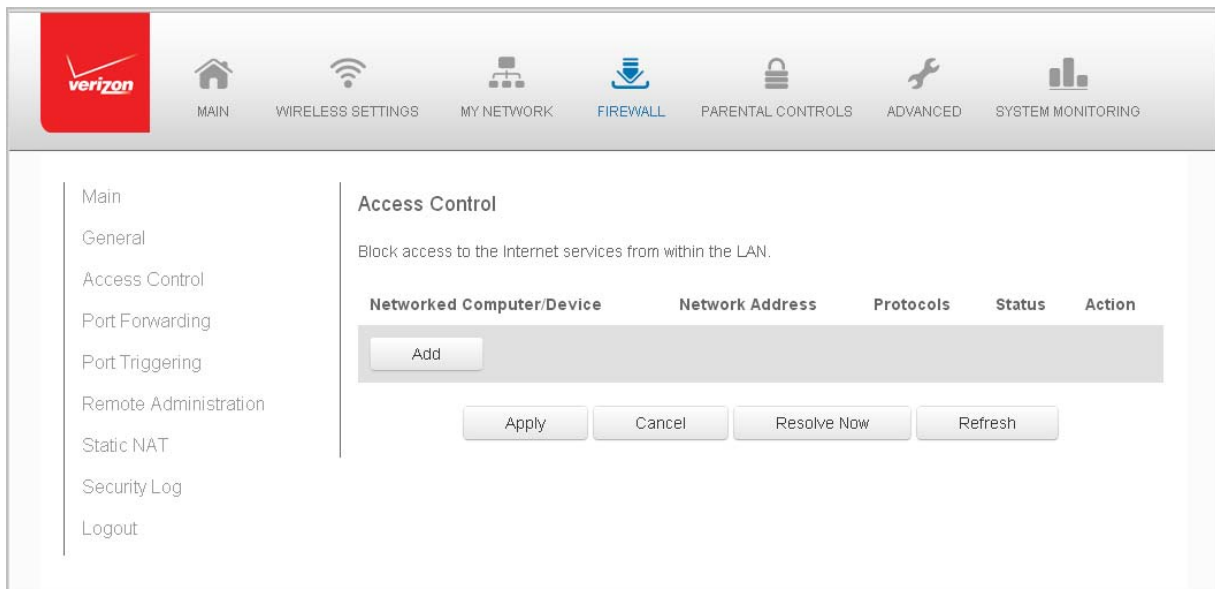 verizon
MAIN
WIRELESS SETTINGS
MY NETWORK
FIREWALL
PARENTAL CONTROLS
ADVANCED
SYSTEM MONITORING
Main
General
Access Control
Port Forwarding
Port Triggering
Remote Administration
Static NAT
Security Log
Logout
Access Control
Block access to the Internet services from within the LAN.
Networked Computer/Device Network Address Protocols Status Action
Add
Apply Cancel Resolve Now Refresh